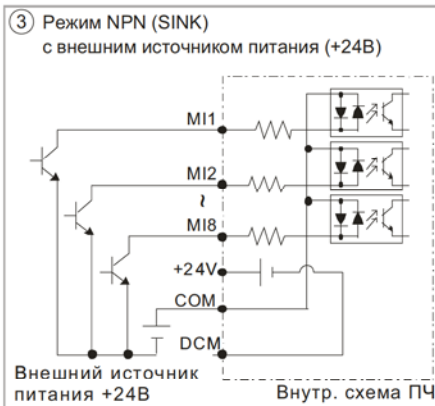 ③ Режим NPN (SINK)
с внешним источником питания (+24В)
MI1
MI2
~
MI8
+24V
COM
DCM
Внешний источник
питания +24В
Внутр. схема ПЧ